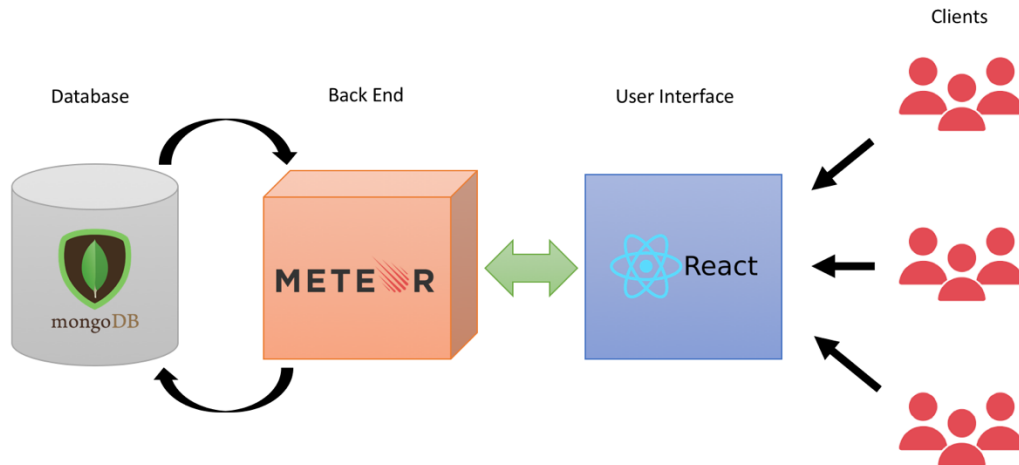 Clients
Database
Back End
User Interface
mongoDB
METEOR
React